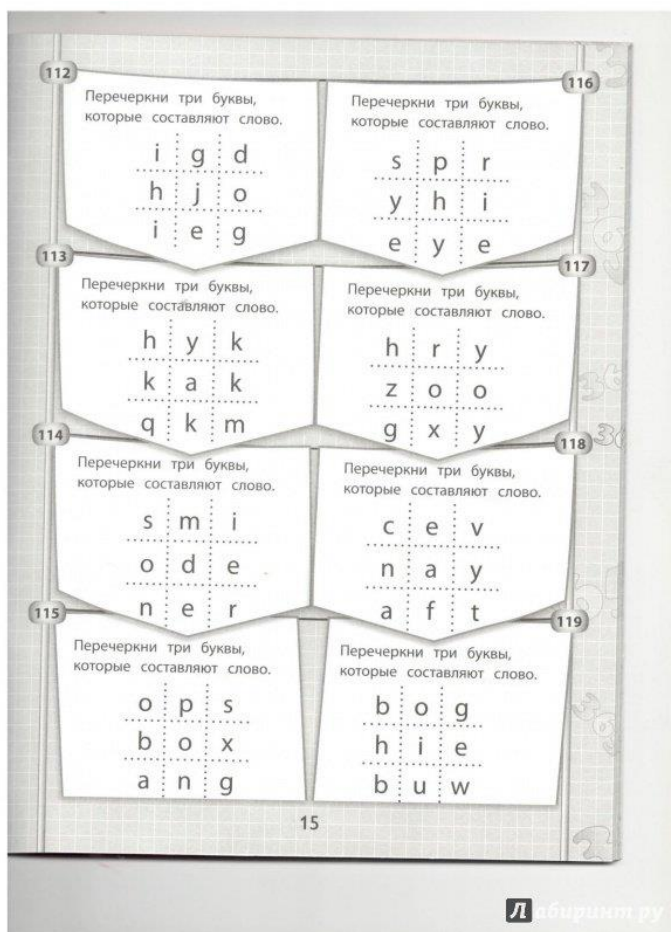 112
Перечеркни три буквы,
которые составляют слово.
i g d
h j o
i e g
113
Перечеркни три буквы,
которые составляют слово.
h y k
k a k
q k m
114
Перечеркни три буквы,
которые составляют слово.
s m i
o d e
n e r
115
Перечеркни три буквы,
которые составляют слово.
o p s
b o x
a n g
116
Перечеркни три буквы,
которые составляют слово.
s p r
y h i
e y e
117
Перечеркни три буквы,
которые составляют слово.
h r y
z o o
g x y
118
Перечеркни три буквы,
которые составляют слово.
c e v
n a y
a f t
119
Перечеркни три буквы,
которые составляют слово.
b o g
h i e
b u w
15
Лабиринт.ру